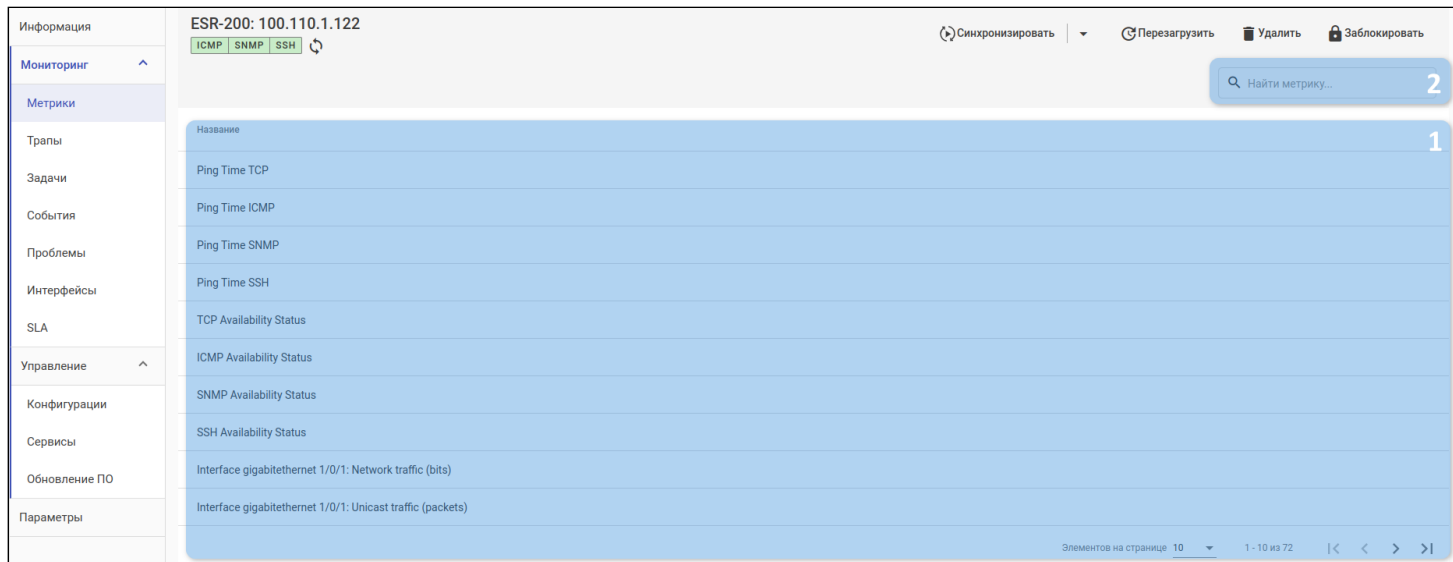 Информация
Мониторинг
Метрики
Трапы
Задачи
События
Проблемы
Интерфейсы
SLA
Управление
Конфигурации
Сервисы
Обновление ПО
Параметры
ESR-200: 100.110.1.122
ICMP SNMP SSH
Синхронизировать Перезагрузить Удалить Заблокировать
Найти метрику... 2
Название 1
Ping Time TCP
Ping Time ICMP
Ping Time SNMP
Ping Time SSH
TCP Availability Status
ICMP Availability Status
SNMP Availability Status
SSH Availability Status
Interface gigabitethernet 1/0/1: Network traffic (bits)
Interface gigabitethernet 1/0/1: Unicast traffic (packets)
Элементов на странице 10 1 - 10 из 72